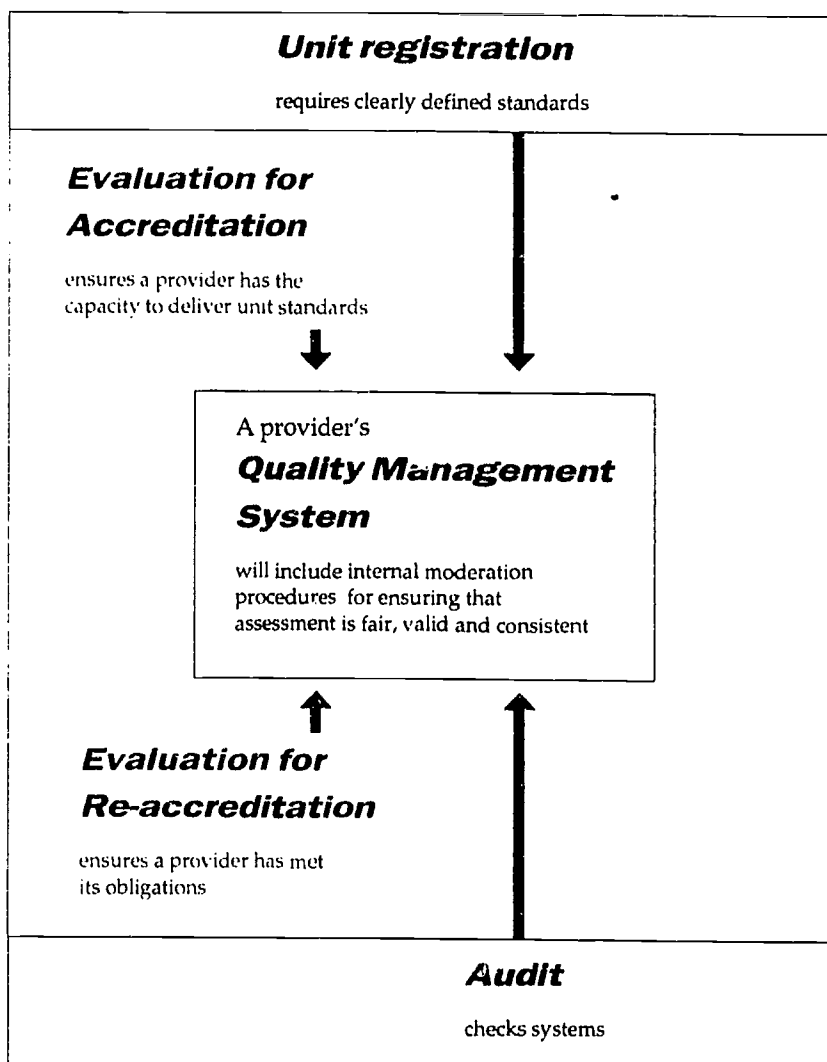 Unit registration
requires clearly defined standards
Evaluation for
Accreditation
ensures a provider has the
capacity to deliver unit standards
A provider's
Quality Management
System
will include internal moderation
procedures for ensuring that
assessment is fair, valid and consistent
Evaluation for
Re-accreditation
ensures a provider has met
its obligations
Audit
checks systems